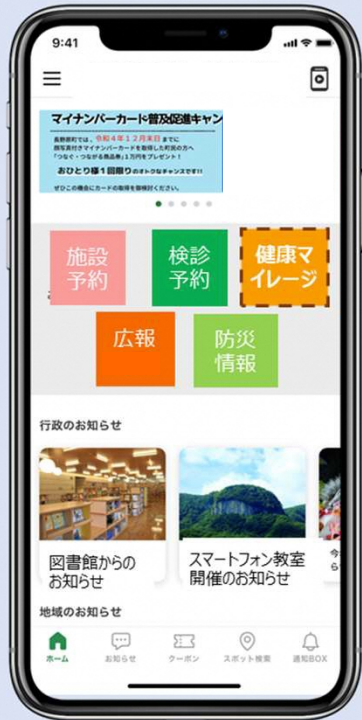 9:41
マイナンバーカード普及促進キャン
長野原町では、令和4年12月末日までに
顔写真付きマイナンバーカードを取得した町民の方へ
「つなぐ・つながる商品券」1万円をプレゼント!
おひとり様1回限りのオトクなチャンスです!!
ぜひこの機会にカードの取得を御検討ください。
施設
予約
検診
予約
健康マ
イレージ
広報
防災
情報
行政のお知らせ
図書館からの
お知らせ
スマートフォン教室
開催のお知らせ
地域のお知らせ
ホーム
お知らせ
クーポン
スポット検索
通知BOX